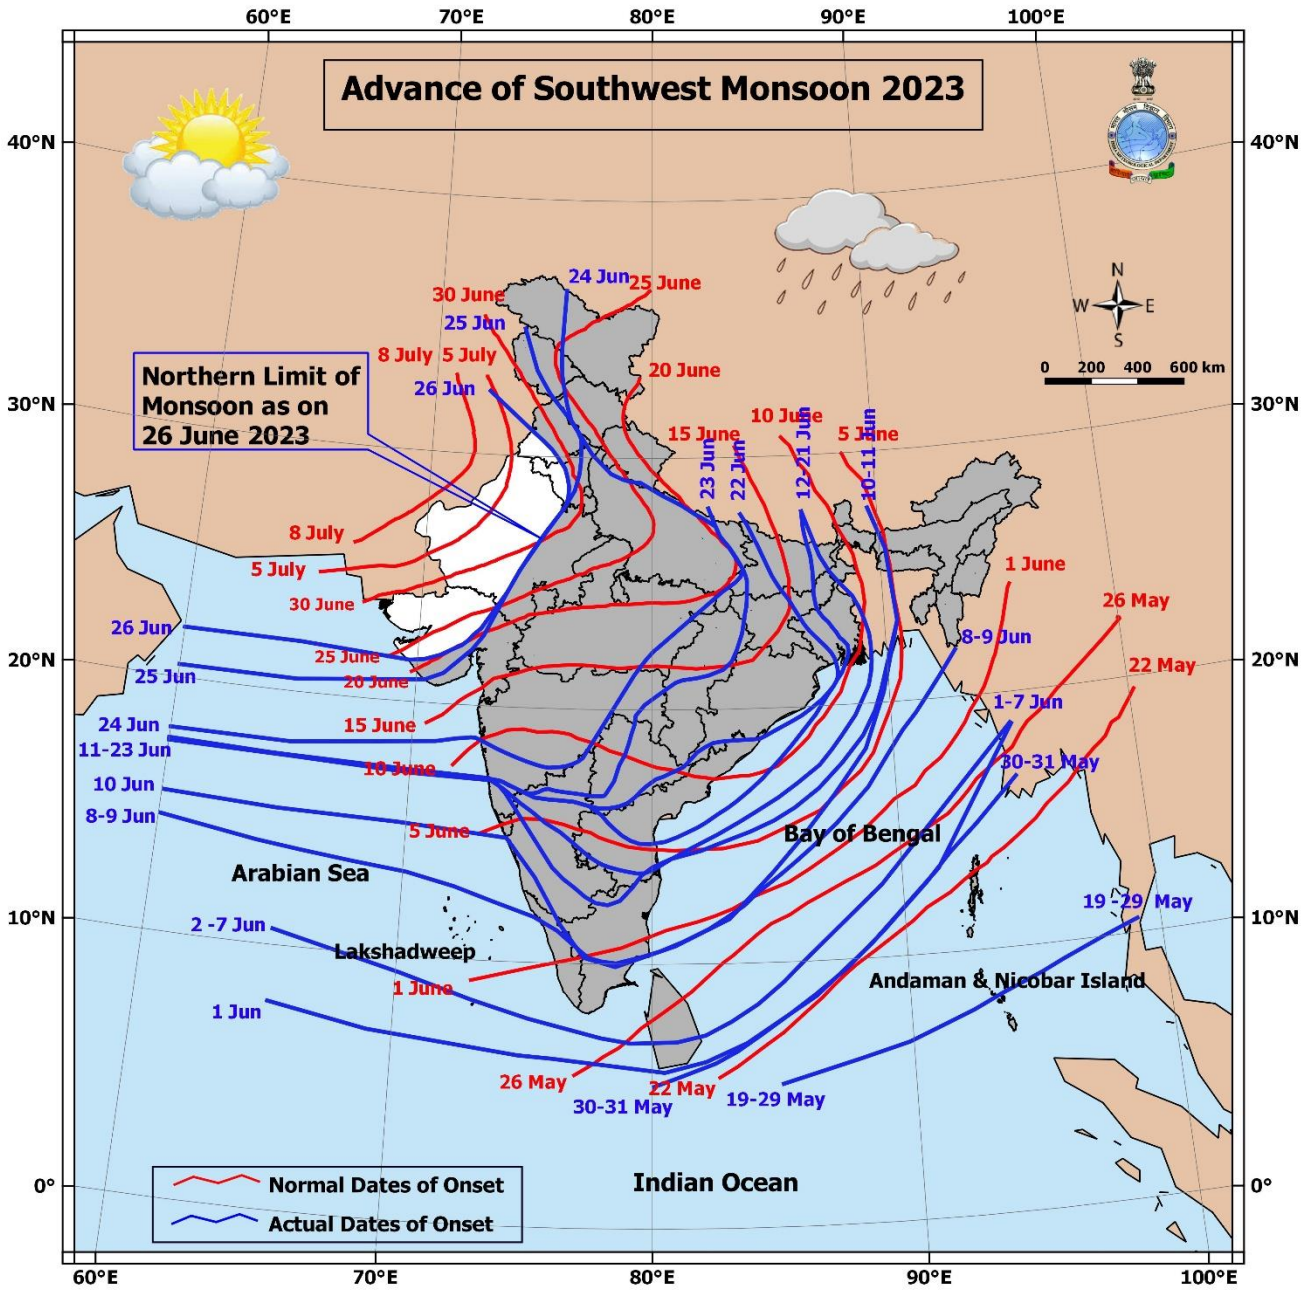 60°E 70°E 80°E 90°E 100°E
Advance of Southwest Monsoon 2023
40°N 40°N
N
W E
S
0 200 400 600 km
24 Jun 25 June
30 June
25 Jun
8 July 5 July
26 Jun
20 June
Northern Limit of
Monsoon as on
26 June 2023
30°N 30°N
10 June
15 June 5 June
23 Jun
22 Jun
12-21 Jun
10-11 Jun
8 July
5 July
1 June
30 June
26 May
26 Jun
8-9 Jun
25 June
20°N 20°N
22 May
25 Jun
20 June
1-7 Jun
24 Jun
15 June
11-23 Jun
30-31 May
10 June
10 Jun
8-9 Jun
5 June
Bay of Bengal
Arabian Sea
19 -29 May
10°N 10°N
2 -7 Jun
Lakshadweep
Andaman & Nicobar Island
1 June
1 Jun
26 May
22 May
19-29 May
30-31 May
0° 0°
Indian Ocean
Normal Dates of Onset
Actual Dates of Onset
60°E 70°E 80°E 90°E 100°E